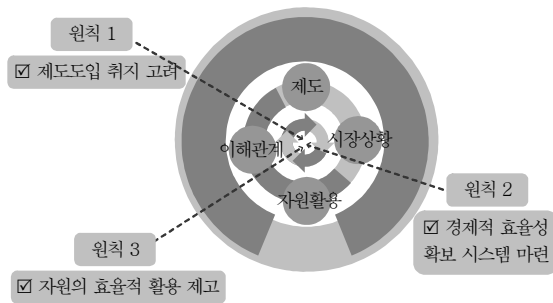 원칙 1
☑ 제도도입 취지 고려
제도
이해관계
시장상황
자원활용
원칙 2
☑ 경제적 효율성
확보 시스템 마련
원칙 3
☑ 자원의 효율적 활용 제고